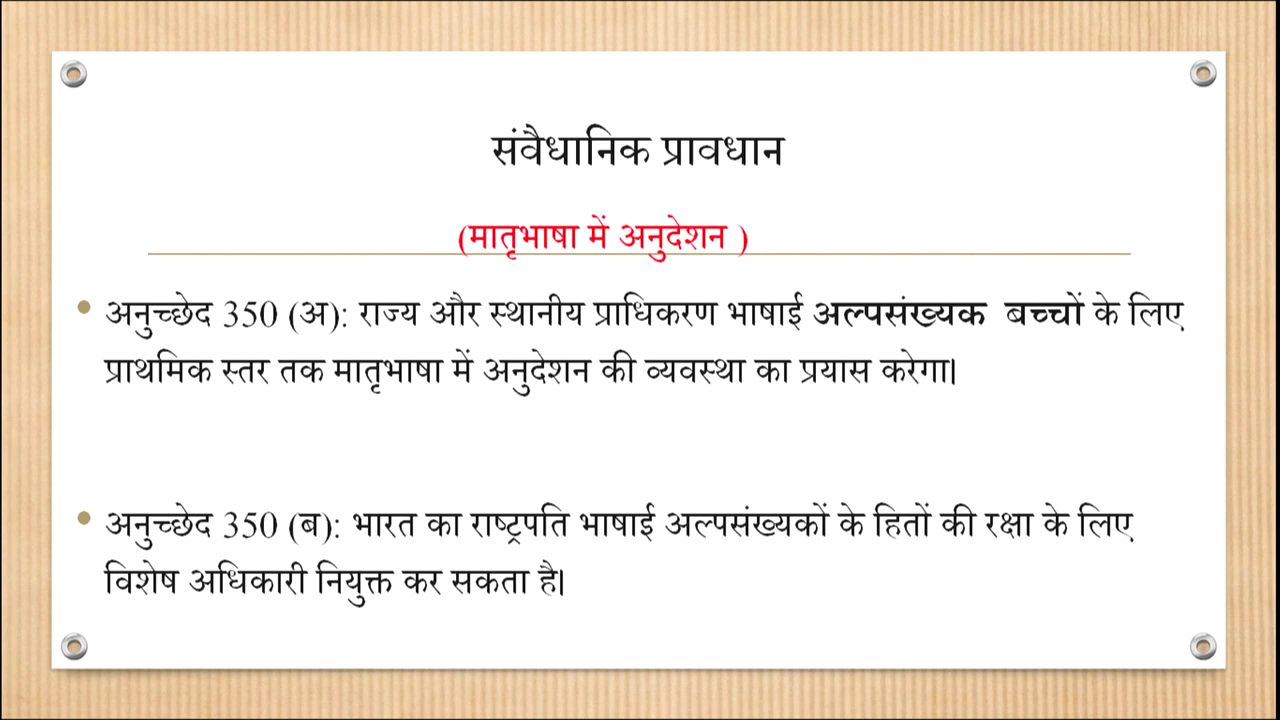 संवैधानिक प्रावधान
(मातृभाषा में अनुदेशन )
• अनुच्छेद 350 (अ): राज्य और स्थानीय प्राधिकरण भाषाई अल्पसंख्यक बच्चों के लिए
प्राथमिक स्तर तक मातृभाषा में अनुदेशन की व्यवस्था का प्रयास करेगा।
• अनुच्छेद 350 (ब): भारत का राष्ट्रपति भाषाई अल्पसंख्यकों के हितों की रक्षा के लिए
विशेष अधिकारी नियुक्त कर सकता है।